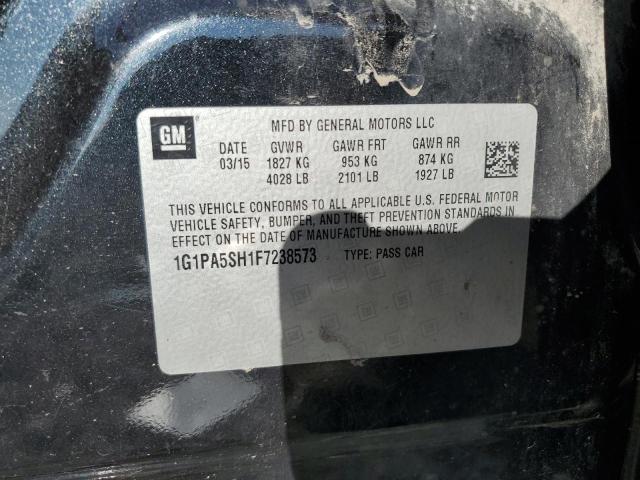 GM
MFD BY GENERAL MOTORS LLC
DATE GVWR GAWR FRT GAWR RR
03/15 1827 KG 953 KG 874 KG
4028 LB 2101 LB 1927 LB
THIS VEHICLE CONFORMS TO ALL APPLICABLE U.S. FEDERAL MOTOR
VEHICLE SAFETY, BUMPER, AND THEFT PREVENTION STANDARDS IN
EFFECT ON THE DATE OF MANUFACTURE SHOWN ABOVE.
1G1PA5SH1F7238573 TYPE: PASS CAR